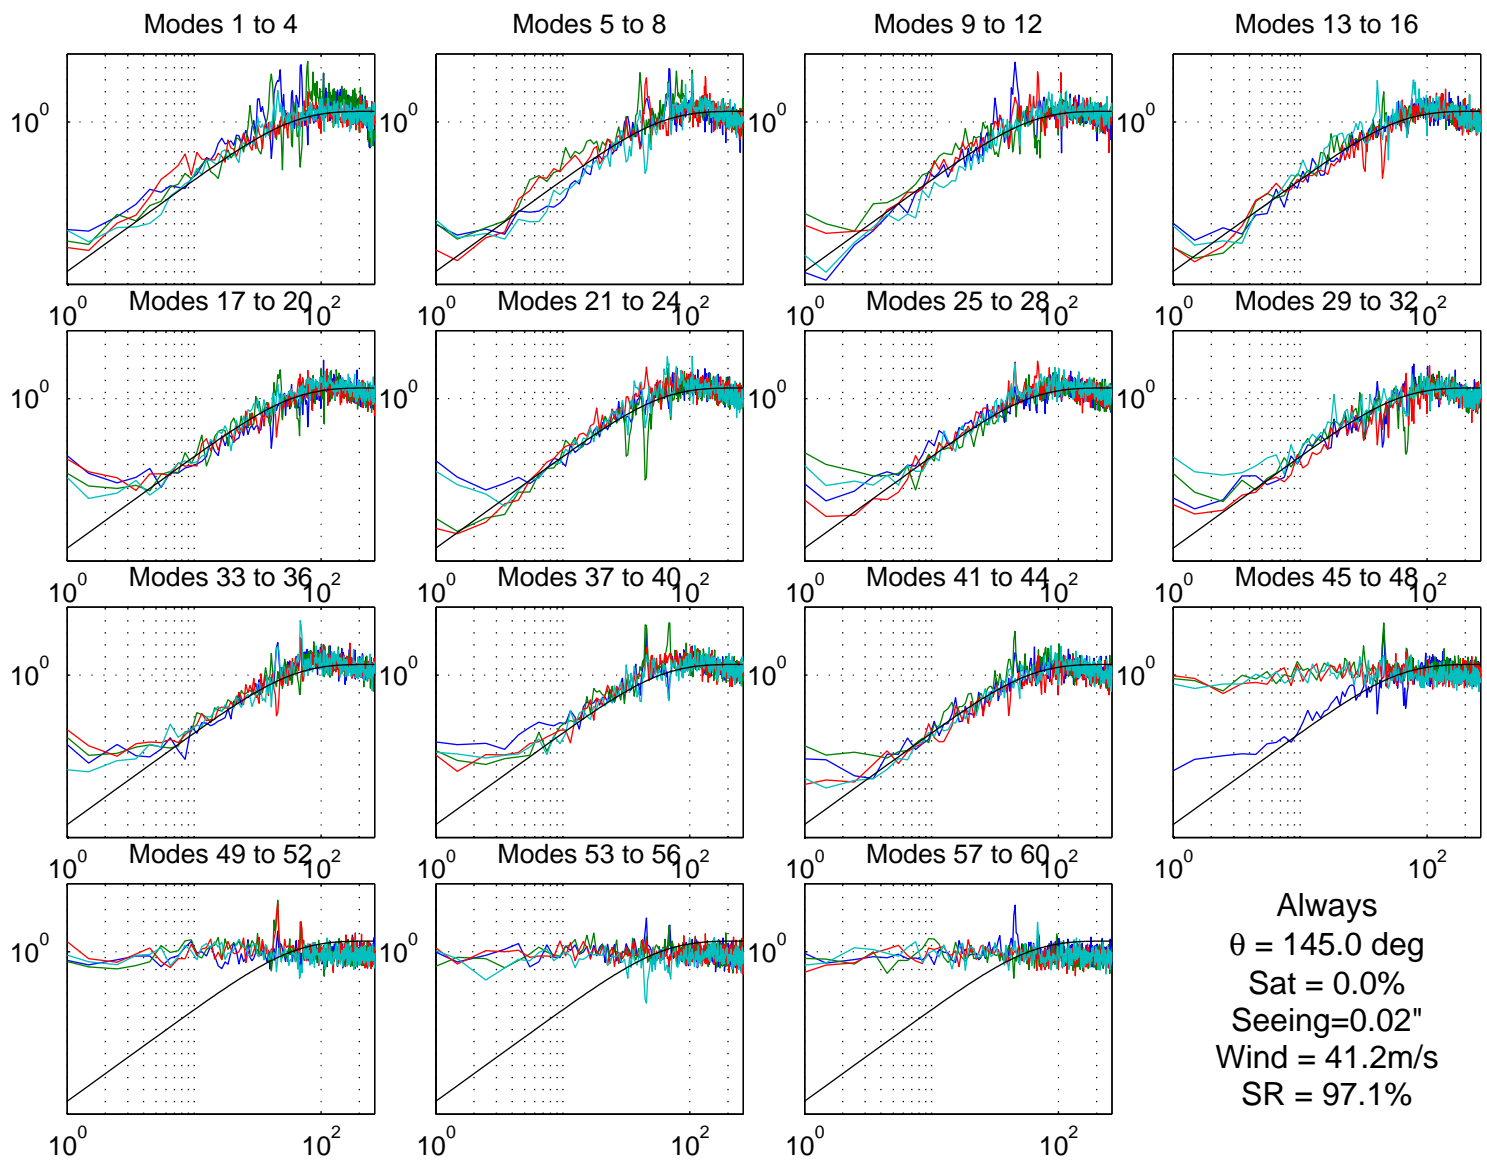 Modes 1 to 4
Modes 5 to 8
Modes 9 to 12
Modes 13 to 16
10^0
10^0
10^0
10^0
10^0 10^2
10^0 10^2
10^0 10^2
10^0 10^2
Modes 17 to 20
Modes 21 to 24
Modes 25 to 28
Modes 29 to 32
10^0
10^0
10^0
10^0
10^0 10^2
10^0 10^2
10^0 10^2
10^0 10^2
Modes 33 to 36
Modes 37 to 40
Modes 41 to 44
Modes 45 to 48
10^0
10^0
10^0
10^0
10^0 10^2
10^0 10^2
10^0 10^2
10^0 10^2
Modes 49 to 52
Modes 53 to 56
Modes 57 to 60
10^0
10^0
10^0
10^0 10^2
10^0 10^2
10^0 10^2
Always
θ = 145.0 deg
Sat = 0.0%
Seeing=0.02"
Wind = 41.2m/s
SR = 97.1%